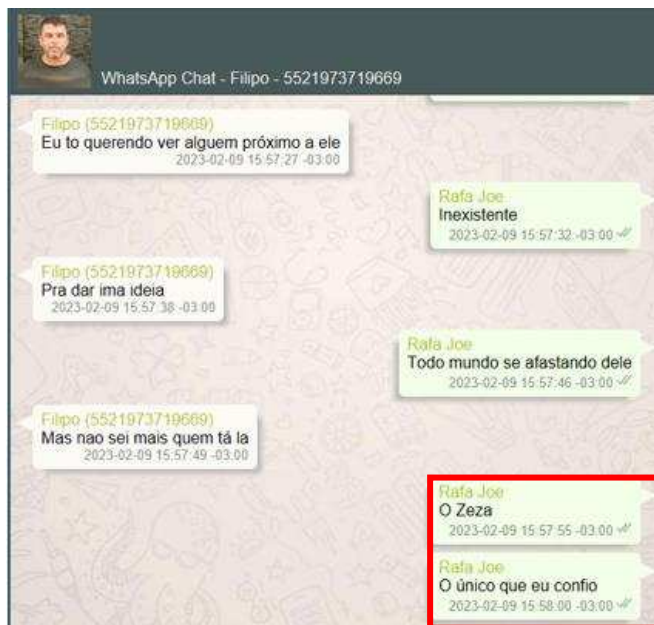 WhatsApp Chat - Filipo - 5521973719669
Filipo (5521973719669)
Eu to querendo ver alguem próximo a ele
2023-02-09 15:57:27 -03:00
Rafa Joe
Inexistente
2023-02-09 15:57:32 -03:00
Filipo (5521973719669)
Pra dar ima ideia
2023-02-09 15:57:38 -03:00
Rafa Joe
Todo mundo se afastando dele
2023-02-09 15:57:46 -03:00
Filipo (5521973719669)
Mas nao sei mais quem tá la
2023-02-09 15:57:49 -03:00
Rafa Joe
O Zeza
2023-02-09 15:57:55 -03:00
Rafa Joe
O único que eu confio
2023-02-09 15:58:00 -03:00